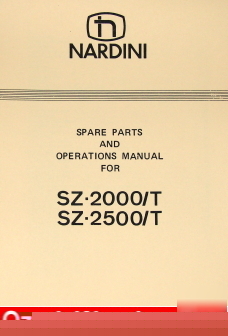 NARDINI
SPARE PARTS
AND
OPERATIONS MANUAL
FOR
SZ·2000/T
SZ·2500/T